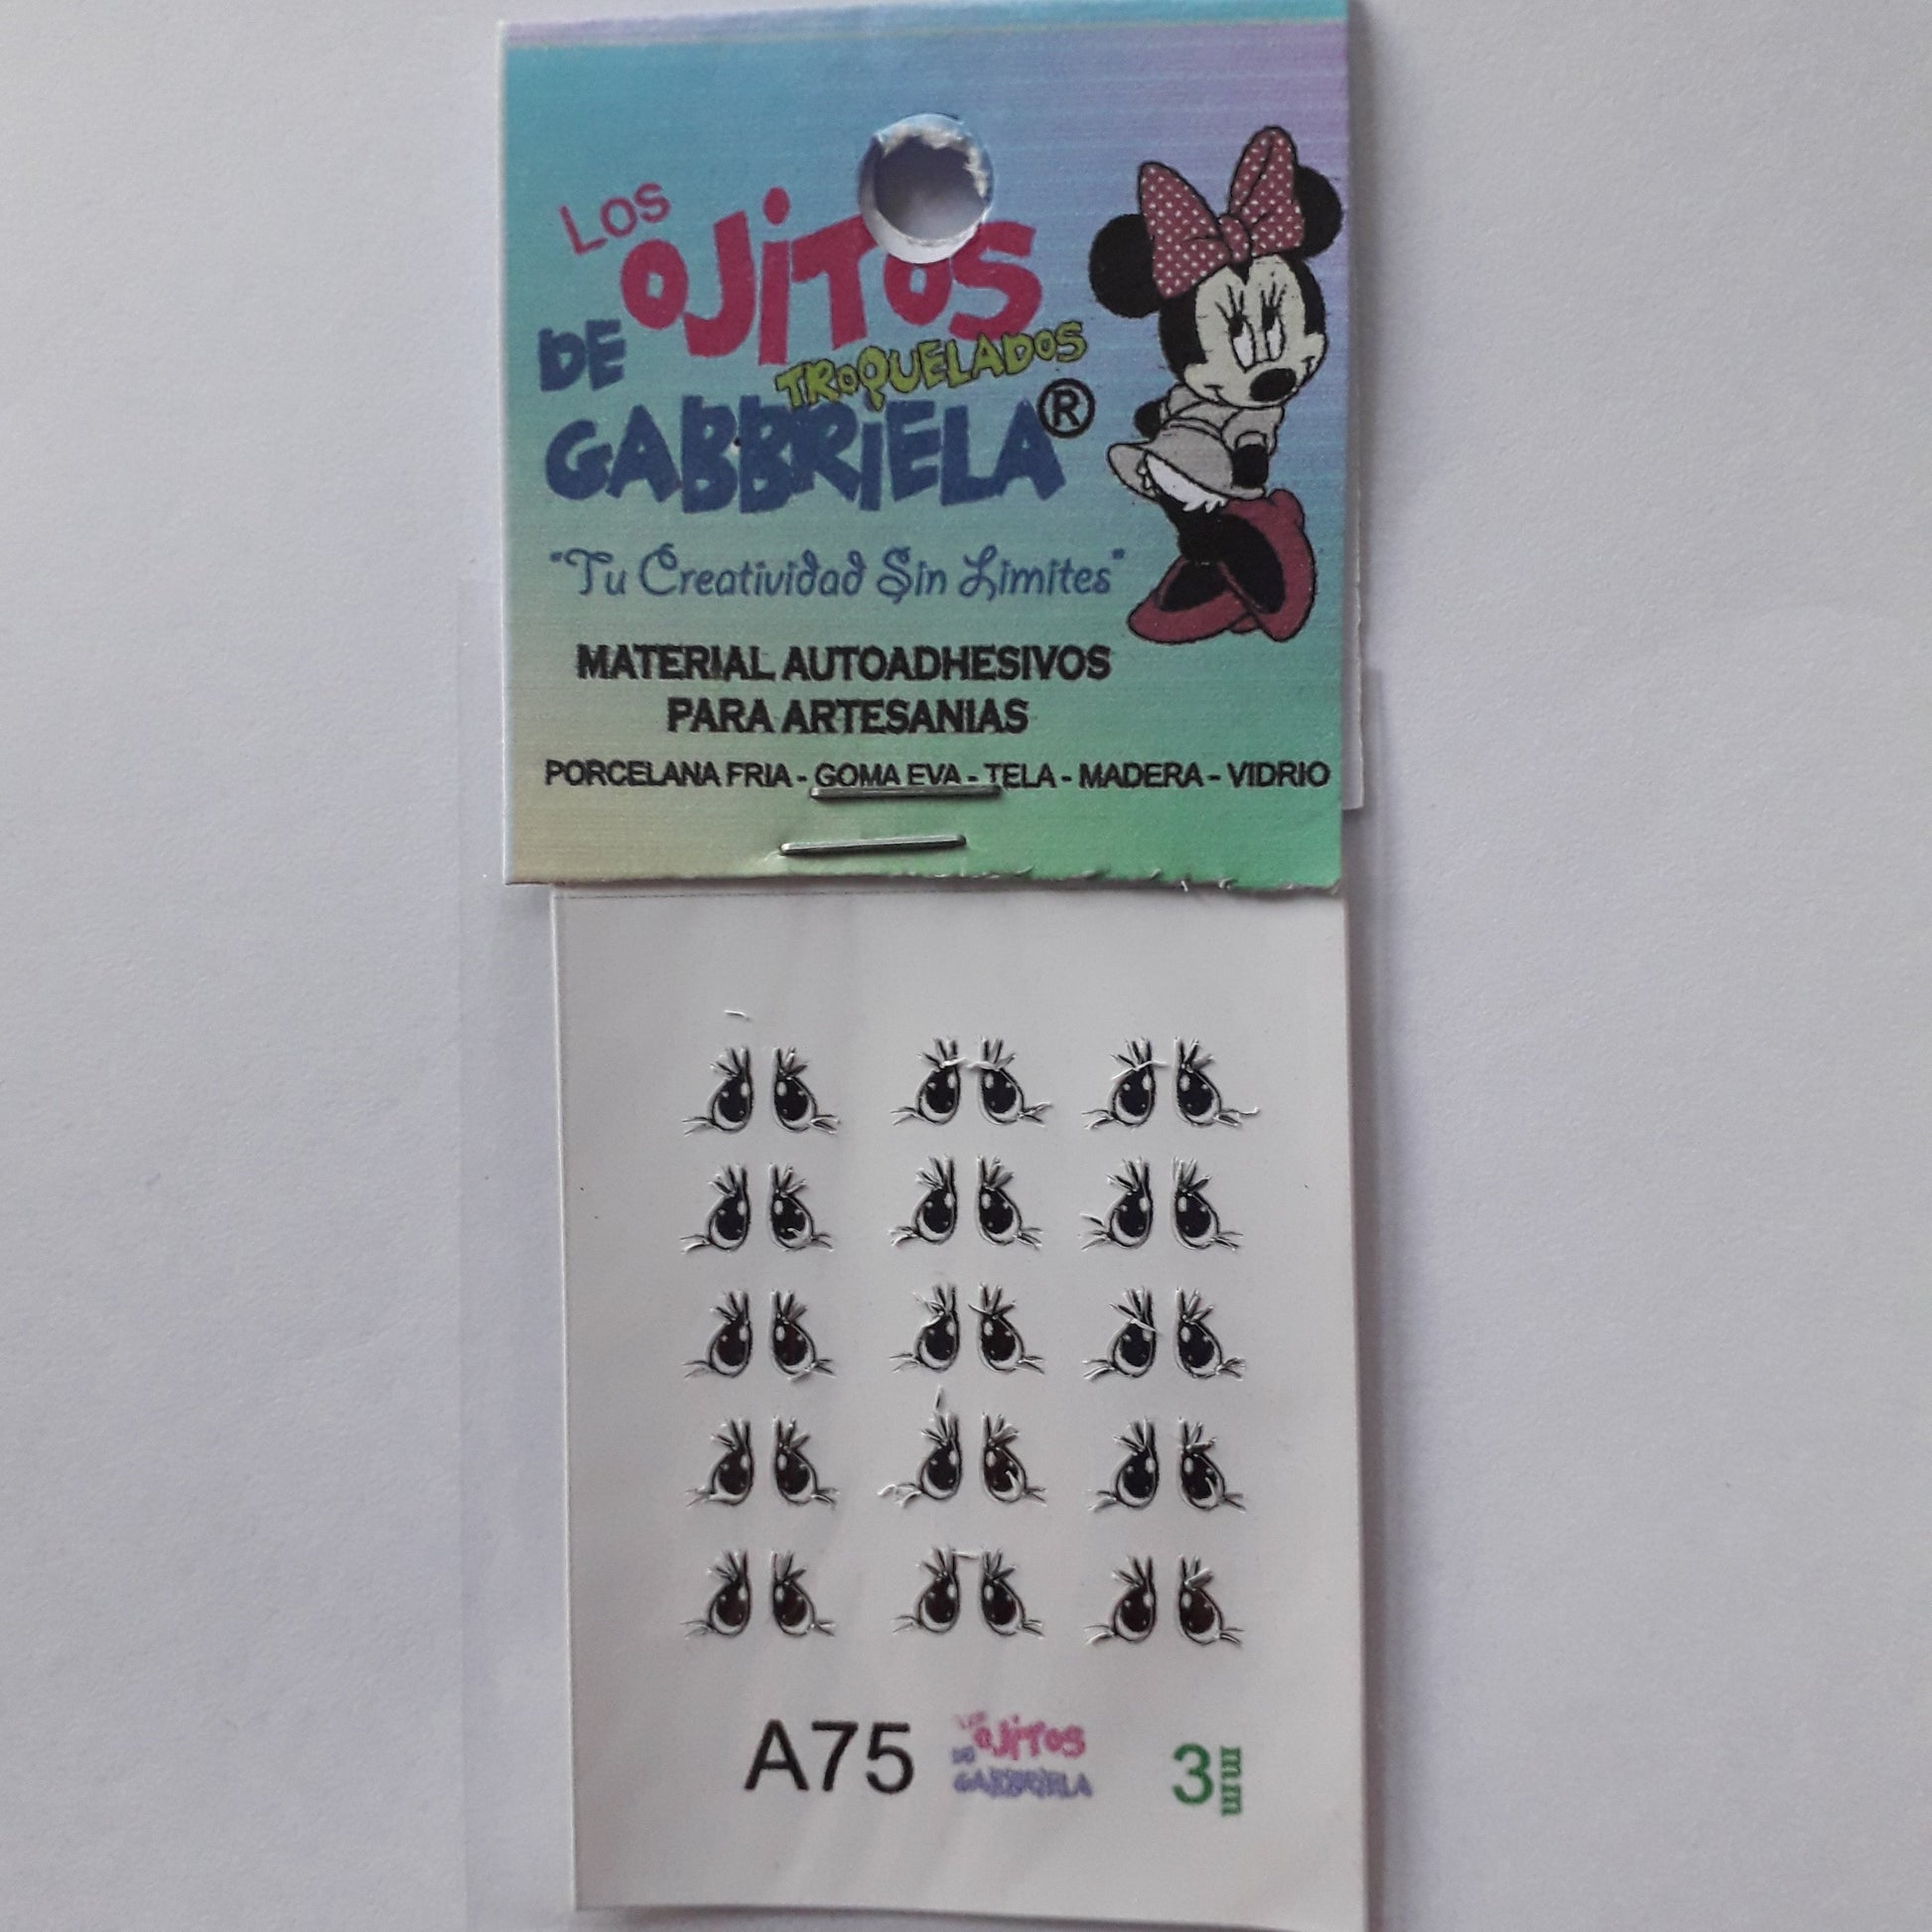 LOS
OJITOS
TROQUELADOS
DE
GABBRIELA®
"Tu Creatividad Sin Limites"
MATERIAL AUTOADHESIVOS
PARA ARTESANIAS
PORCELANA FRIA - GOMA EVA - TELA - MADERA - VIDRIO
A75
LOS
OJITOS
DE
GABBRIELA
3mm